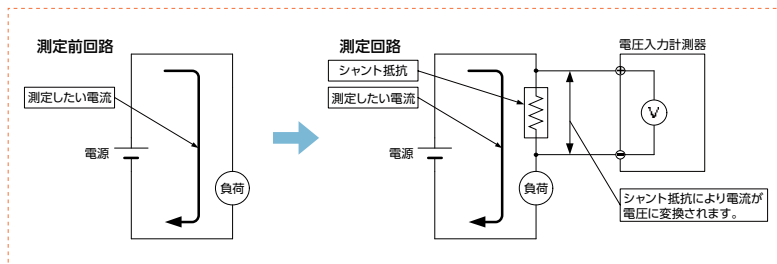 測定前回路
測定したい電流
電源
負荷
測定回路
シャント抵抗
測定したい電流
電源
負荷
電圧入力計測器
V
シャント抵抗により電流が
電圧に変換されます。